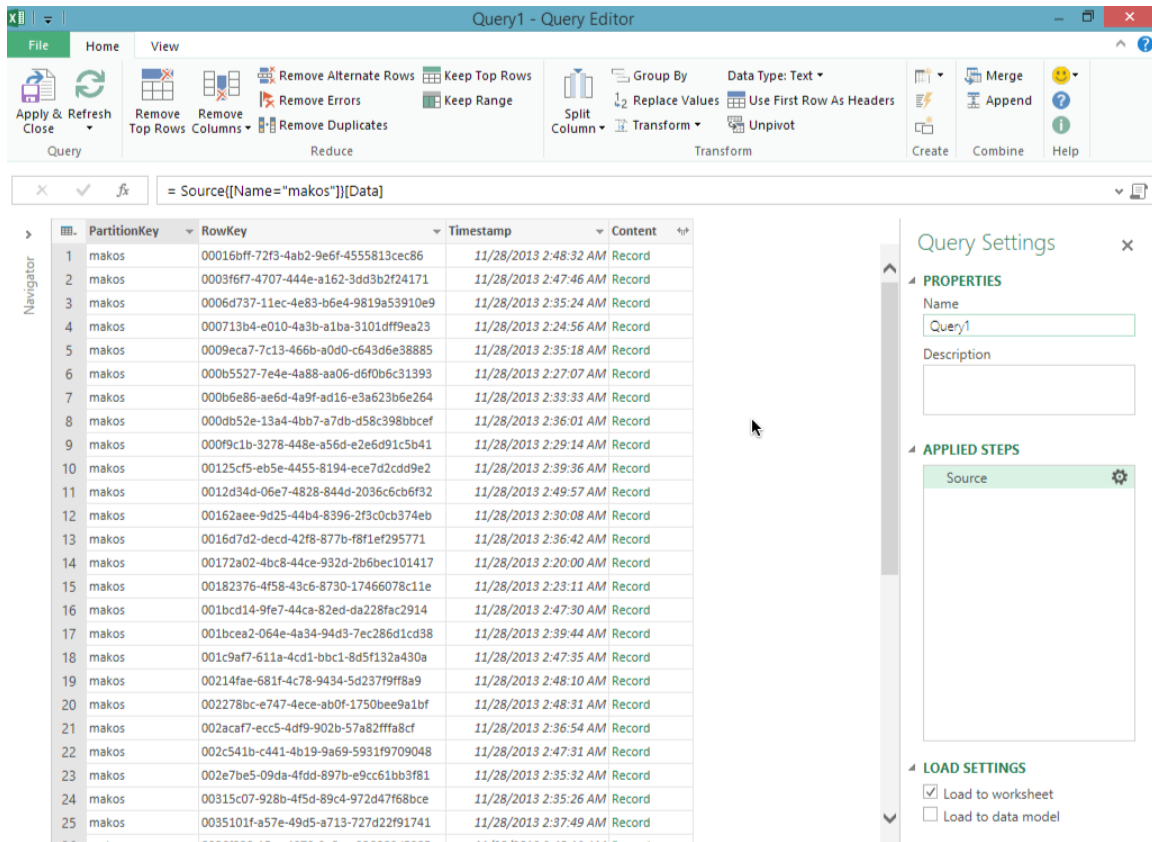 Query1 - Query Editor
File Home View
Apply & Close
Refresh
Remove Top Rows
Remove Columns
Remove Alternate Rows
Remove Errors
Remove Duplicates
Keep Top Rows
Keep Range
Split Column
Group By
Replace Values
Transform
Data Type: Text
Use First Row As Headers
Unpivot
Merge
Append
Query Reduce Transform Create Combine Help
fx = Source{[Name="makos"]}[Data]
Navigator
PartitionKey RowKey Timestamp Content
1 makos 00016bff-72f3-4ab2-9e6f-4555813cec86 11/28/2013 2:48:32 AM Record
2 makos 0003f6f7-4707-444e-a162-3dd3b2f24171 11/28/2013 2:47:46 AM Record
3 makos 0006d737-11ec-4e83-b6e4-9819a53910e9 11/28/2013 2:35:24 AM Record
4 makos 000713b4-e010-4a3b-a1ba-3101dff9ea23 11/28/2013 2:24:56 AM Record
5 makos 0009eca7-7c13-466b-a0d0-c643d6e38885 11/28/2013 2:35:18 AM Record
6 makos 000b5527-7e4e-4a88-aa06-d6f0b6c31393 11/28/2013 2:27:07 AM Record
7 makos 000b6e86-ae6d-4a9f-ad16-e3a623b6e264 11/28/2013 2:33:33 AM Record
8 makos 000db52e-13a4-4bb7-a7db-d58c398bbcef 11/28/2013 2:36:01 AM Record
9 makos 000f9c1b-3278-448e-a56d-e2e6d91c5b41 11/28/2013 2:29:14 AM Record
10 makos 00125cf5-eb5e-4455-8194-ece7d2cdd9e2 11/28/2013 2:39:36 AM Record
11 makos 0012d34d-06e7-4828-844d-2036c6cb6f32 11/28/2013 2:49:57 AM Record
12 makos 00162aee-9d25-44b4-8396-2f3c0cb374eb 11/28/2013 2:30:08 AM Record
13 makos 0016d7d2-decd-42f8-877b-f8f1ef295771 11/28/2013 2:36:42 AM Record
14 makos 00172a02-4bc8-44ce-932d-2b6bec101417 11/28/2013 2:20:00 AM Record
15 makos 00182376-4f58-43c6-8730-17466078c11e 11/28/2013 2:23:11 AM Record
16 makos 001bcd14-9fe7-44ca-82ed-da228fac2914 11/28/2013 2:47:30 AM Record
17 makos 001bcea2-064e-4a34-94d3-7ec286d1cd38 11/28/2013 2:39:44 AM Record
18 makos 001c9af7-611a-4cd1-bbc1-8d5f132a430a 11/28/2013 2:47:35 AM Record
19 makos 00214fae-681f-4c78-9434-5d237f9ff8a9 11/28/2013 2:48:10 AM Record
20 makos 002278bc-e747-4ece-ab0f-1750bee9a1bf 11/28/2013 2:48:31 AM Record
21 makos 002acaf7-ecc5-4df9-902b-57a82fffa8cf 11/28/2013 2:36:54 AM Record
22 makos 002c541b-c441-4b19-9a69-5931f9709048 11/28/2013 2:47:31 AM Record
23 makos 002e7be5-09da-4fdd-897b-e9cc61bb3f81 11/28/2013 2:35:32 AM Record
24 makos 00315c07-928b-4f5d-89c4-972d47f68bce 11/28/2013 2:35:26 AM Record
25 makos 0035101f-a57e-49d5-a713-727d22f91741 11/28/2013 2:37:49 AM Record
Query Settings
PROPERTIES
Name
Query1
Description
APPLIED STEPS
Source
LOAD SETTINGS
Load to worksheet
Load to data model